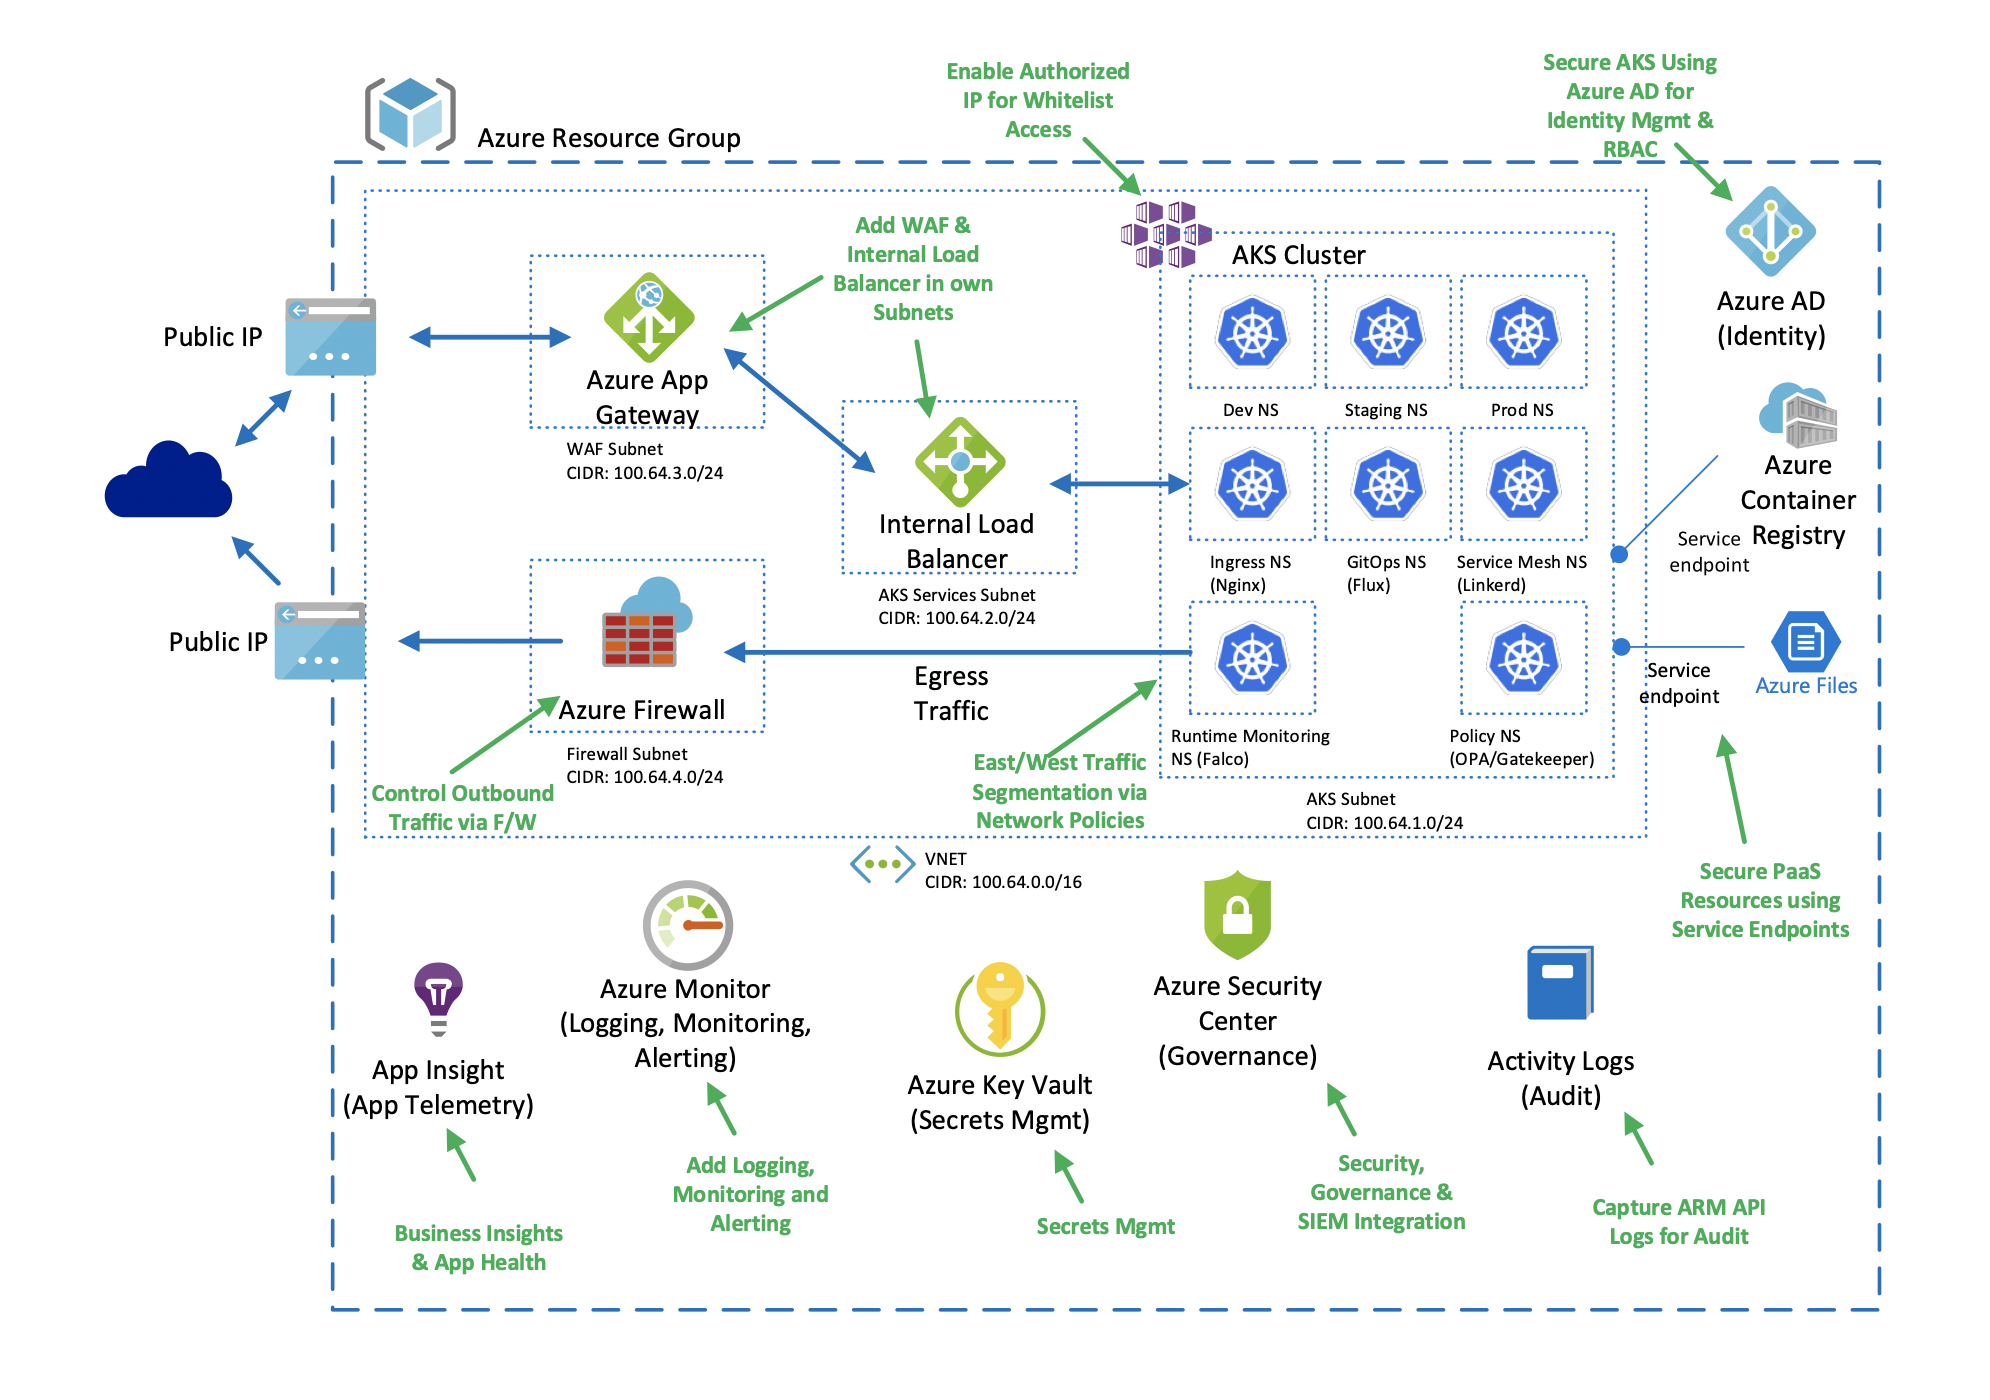 Enable Authorized
IP for Whitelist
Access
Secure AKS Using
Azure AD for
Identity Mgmt &
RBAC
Azure Resource Group
Add WAF &
Internal Load
Balancer in own
Subnets
AKS Cluster
Public IP
Azure App
Gateway
WAF Subnet
CIDR: 100.64.3.0/24
Internal Load
Balancer
AKS Services Subnet
CIDR: 100.64.2.0/24
Dev NS
Staging NS
Prod NS
Ingress NS
(Nginx)
GitOps NS
(Flux)
Service Mesh NS
(Linkerd)
Runtime Monitoring
NS (Falco)
Policy NS
(OPA/Gatekeeper)
AKS Subnet
CIDR: 100.64.1.0/24
Azure AD
(Identity)
Azure
Container
Registry
Service
endpoint
Azure Files
Service
endpoint
Public IP
Azure Firewall
Firewall Subnet
CIDR: 100.64.4.0/24
Egress
Traffic
Control Outbound
Traffic via F/W
East/West Traffic
Segmentation via
Network Policies
VNET
CIDR: 100.64.0.0/16
Secure PaaS
Resources using
Service Endpoints
App Insight
(App Telemetry)
Azure Monitor
(Logging, Monitoring,
Alerting)
Azure Key Vault
(Secrets Mgmt)
Azure Security
Center
(Governance)
Activity Logs
(Audit)
Business Insights
& App Health
Add Logging,
Monitoring and
Alerting
Secrets Mgmt
Security,
Governance &
SIEM Integration
Capture ARM API
Logs for Audit